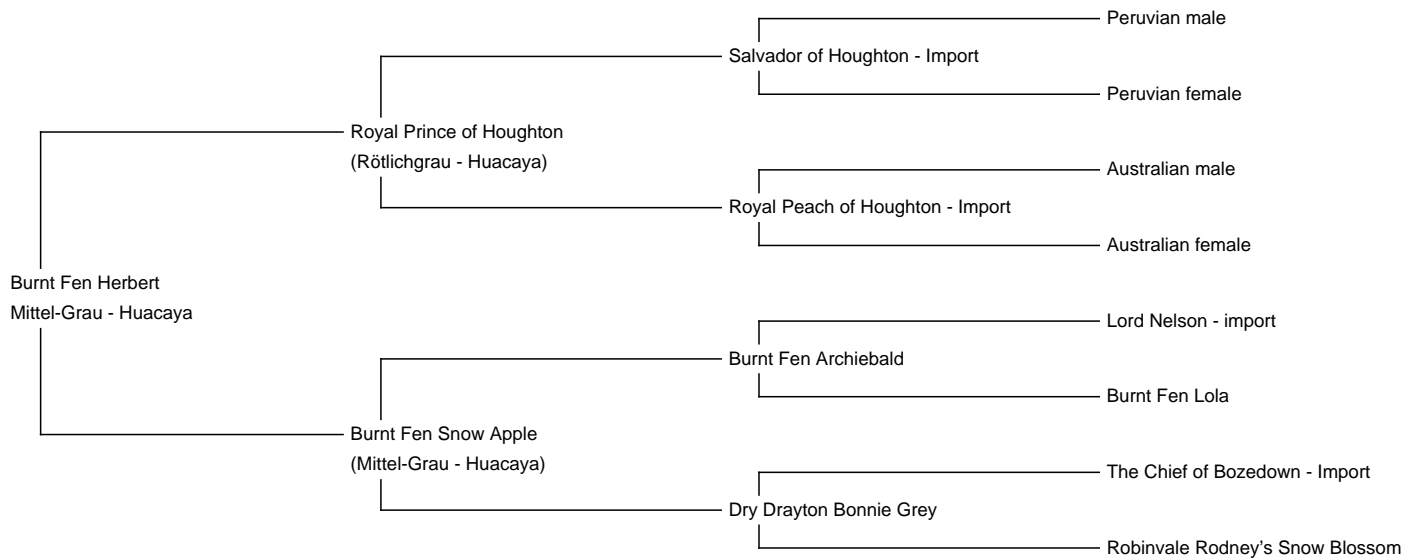 Peruvian male
Salvador of Houghton - Import
Peruvian female
Royal Prince of Houghton
(Rötlichgrau - Huacaya)
Australian male
Royal Peach of Houghton - Import
Australian female
Burnt Fen Herbert
Mittel-Grau - Huacaya
Lord Nelson - import
Burnt Fen Archiebald
Burnt Fen Lola
Burnt Fen Snow Apple
(Mittel-Grau - Huacaya)
The Chief of Bozedown - Import
Dry Drayton Bonnie Grey
Robinvale Rodney’s Snow Blossom